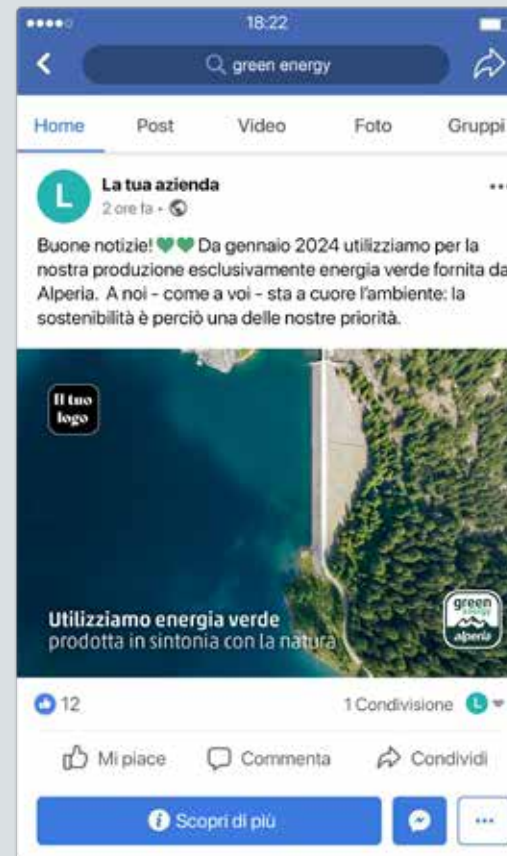 18:22
green energy
Home Post Video Foto Gruppi
L La tua azienda
2 ore fa
Buone notizie! 💚💚 Da gennaio 2024 utilizziamo per la
nostra produzione esclusivamente energia verde fornita da
Alperia. A noi - come a voi - sta a cuore l'ambiente: la
sostenibilità è perciò una delle nostre priorità.
Il tuo
logo
Utilizziamo energia verde
prodotta in sintonia con la natura
green
energy
alperia
12 1 Condivisione L
Mi piace Commenta Condividi
Scopri di più